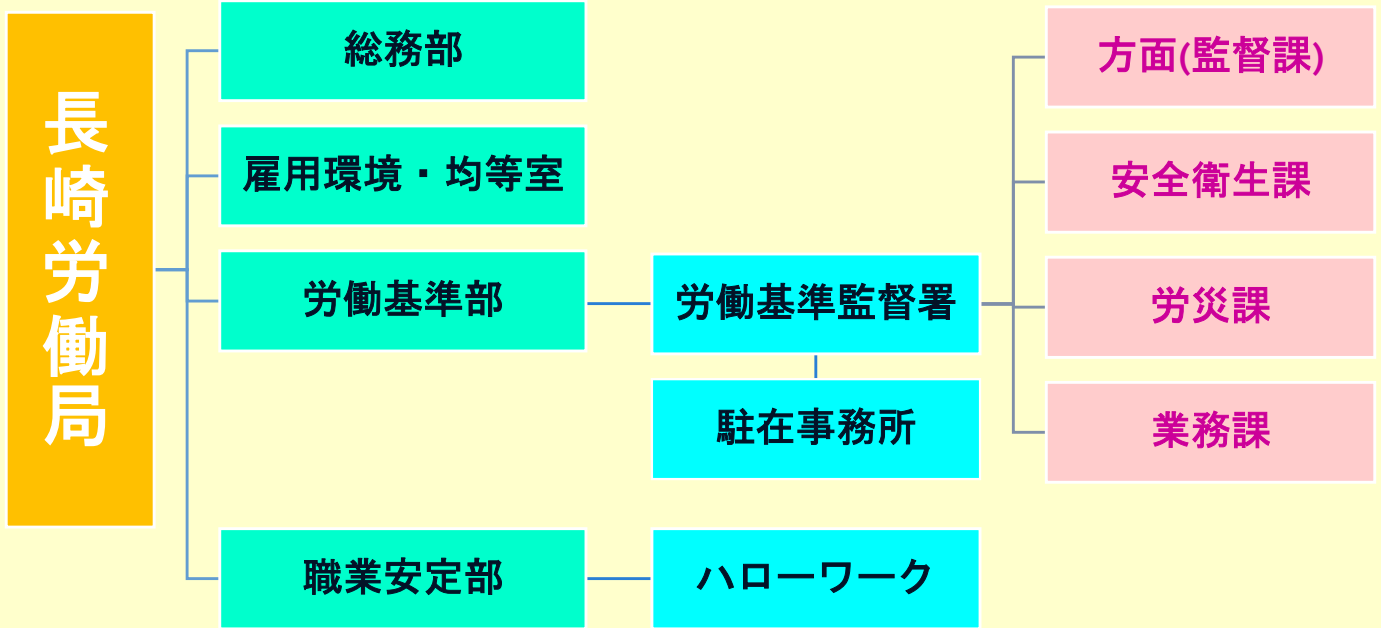 長崎労働局
総務部
雇用環境・均等室
労働基準部
職業安定部
労働基準監督署
駐在事務所
ハローワーク
方面(監督課)
安全衛生課
労災課
業務課